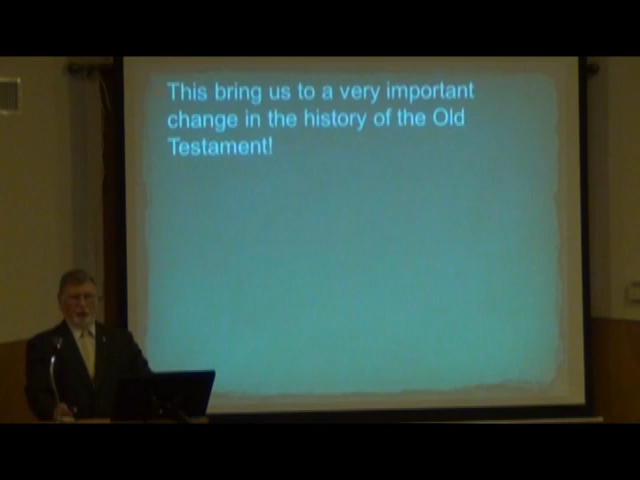 This bring us to a very important
change in the history of the Old
Testament!